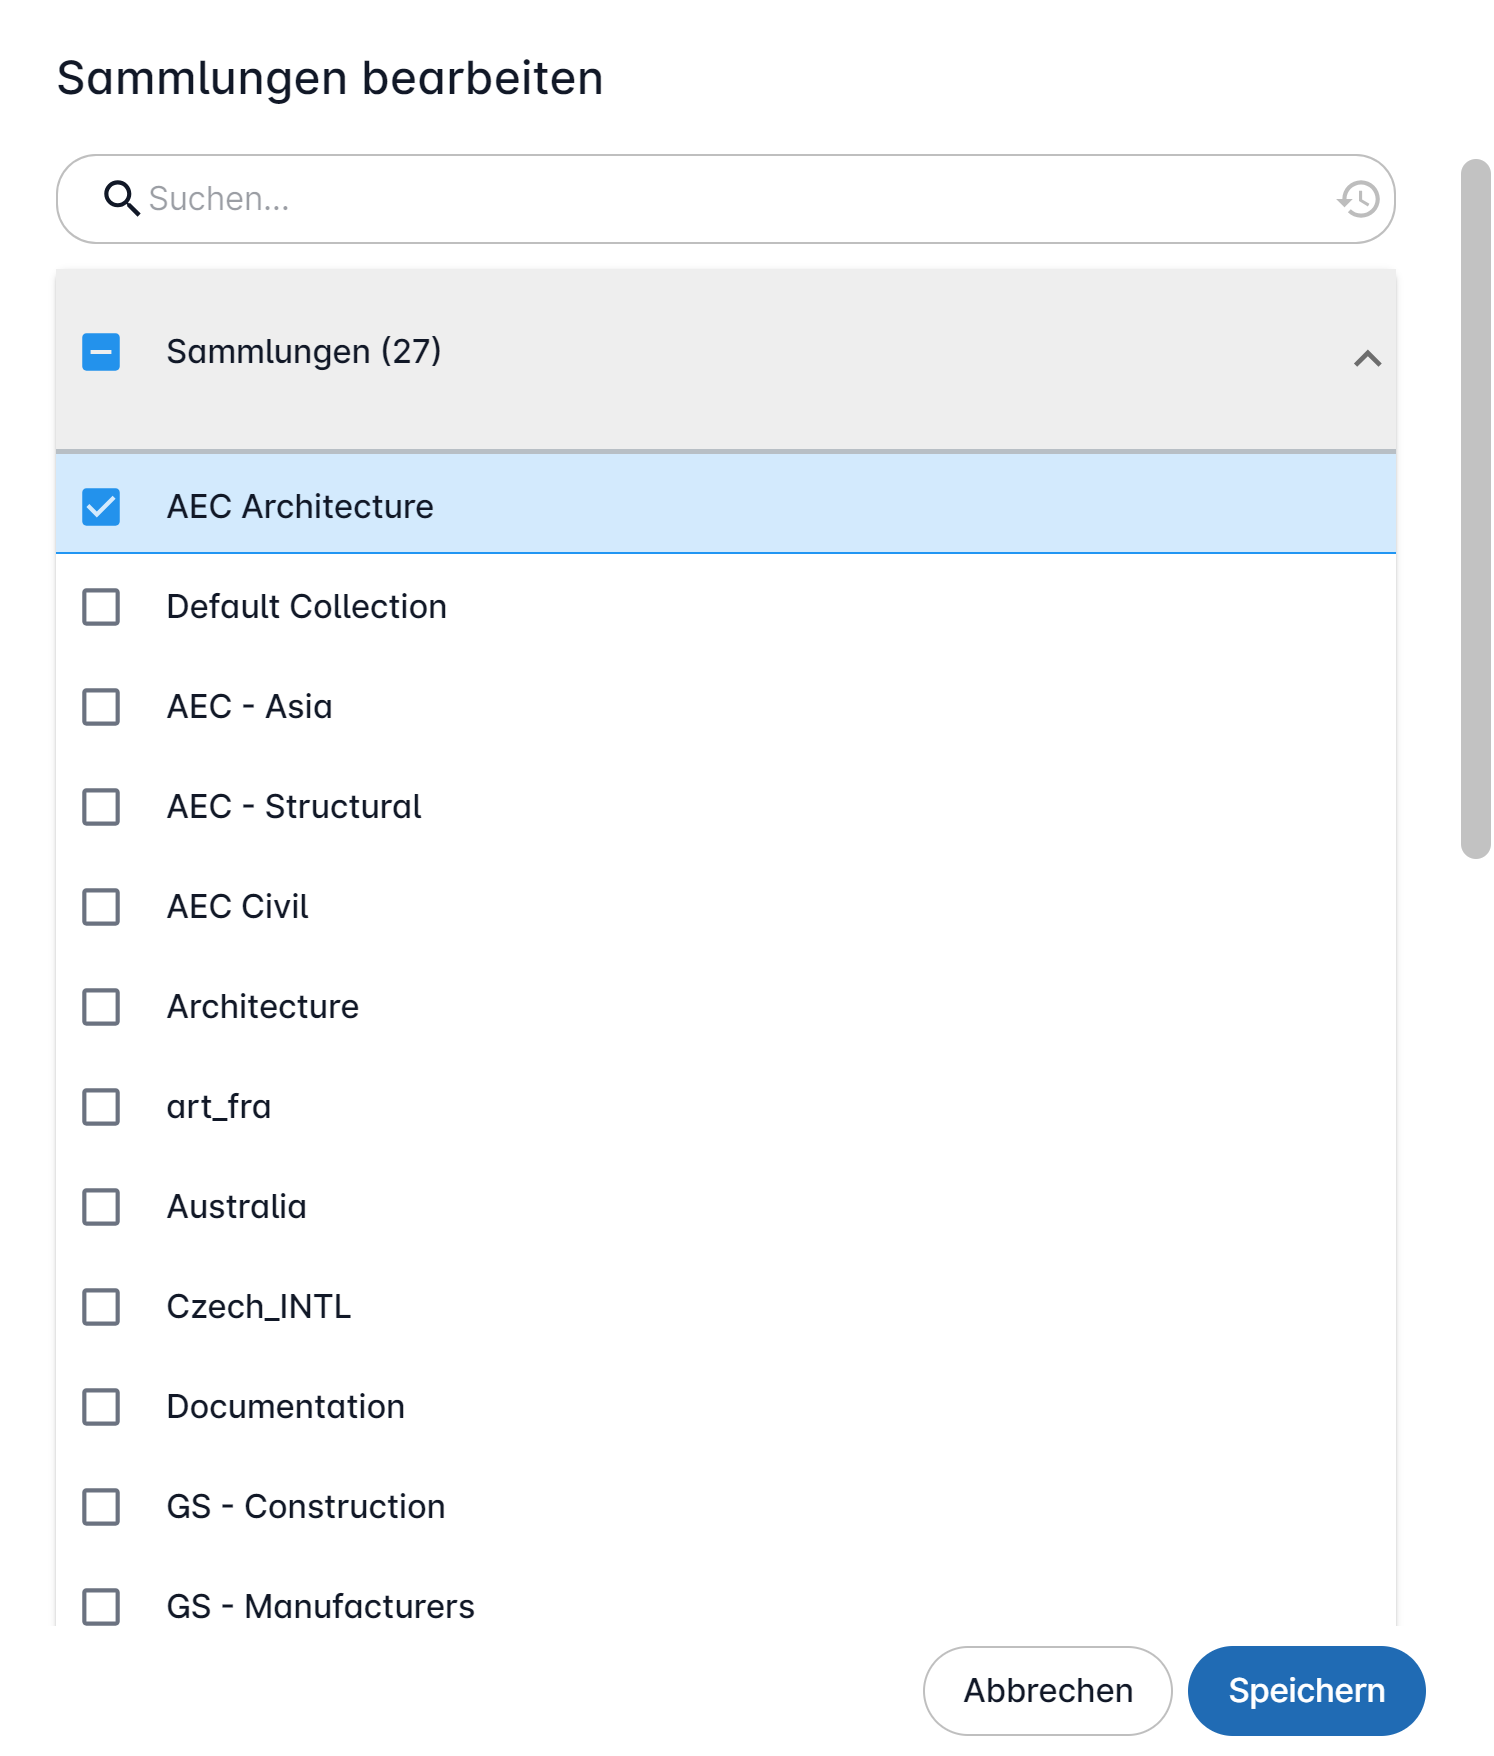 Sammlungen bearbeiten
Suchen...
Sammlungen (27)
AEC Architecture
Default Collection
AEC - Asia
AEC - Structural
AEC Civil
Architecture
art_fra
Australia
Czech_INTL
Documentation
GS - Construction
GS - Manufacturers
Abbrechen
Speichern